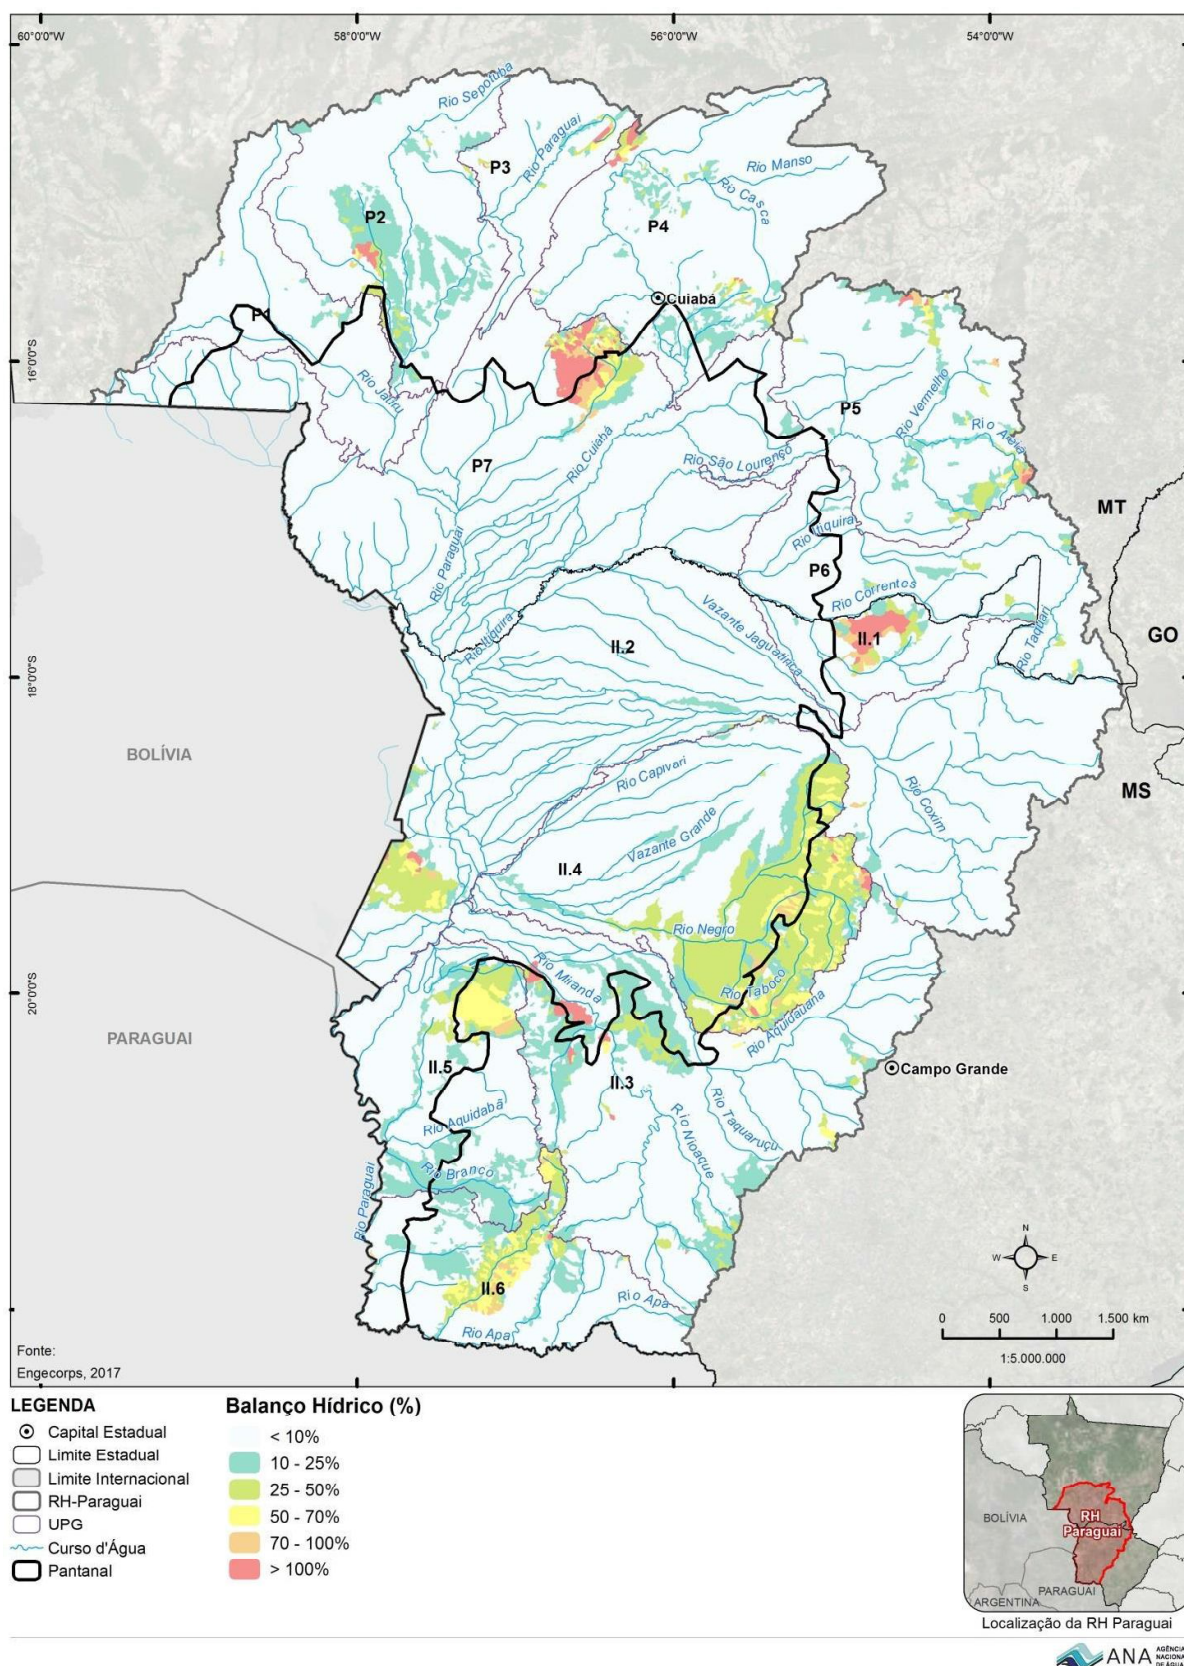 60°0'0"W
58°0'0"W
56°0'0"W
54°0'0"W
Rio Sepotuba
P3
Rio Paraguai
Rio Manso
Rio Casca
P2
P4
Cuiabá
P1
16°0'0"S
Rio Jauru
P5
Rio Vermelho
Rio Areia
P7
Rio Cuiabá
Rio São Lourenço
MT
Rio Itiquira
Rio Paraguai
P6
Rio Correntes
Vazante Jaguatirica
II.1
GO
Rio Itiquira
II.2
Rio Taquari
18°0'0"S
BOLÍVIA
Rio Capivari
MS
Rio Coxim
Vazante Grande
II.4
Rio Negro
Rio Miranda
Rio Taboco
20°0'0"S
PARAGUAI
Rio Aquidauana
II.5
II.3
Campo Grande
Rio Aquidabã
Rio Nioaque
Rio Taquaruçu
Rio Branco
Rio Paraguai
N
W
E
S
II.6
Rio Apa
Rio Apa
0 500 1.000 1.500 km
1:5.000.000
Fonte:
Engecorps, 2017
LEGENDA
Capital Estadual
Limite Estadual
Limite Internacional
RH-Paraguai
UPG
Curso d'Água
Pantanal
Balanço Hídrico (%)
< 10%
10 - 25%
25 - 50%
50 - 70%
70 - 100%
> 100%
BOLÍVIA
RH
Paraguai
PARAGUAI
ARGENTINA
Localização da RH Paraguai
ANA
AGÊNCIA
NACIONAL
DE ÁGUA